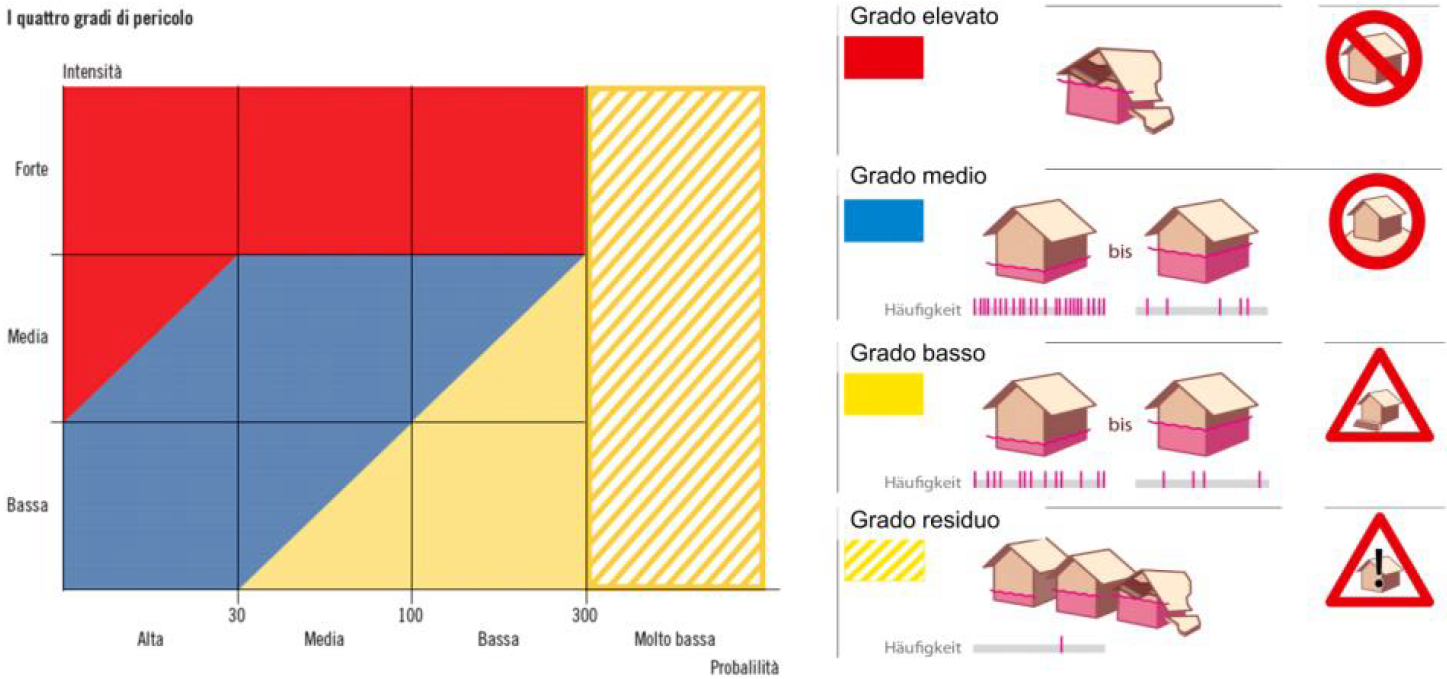 I quattro gradi di pericolo
Intensità
Forte
Media
Bassa
30
100
300
Alta
Media
Bassa
Molto bassa
Probalilità
Grado elevato
Grado medio
bis
Häufigkeit
Grado basso
bis
Häufigkeit
Grado residuo
!
Häufigkeit